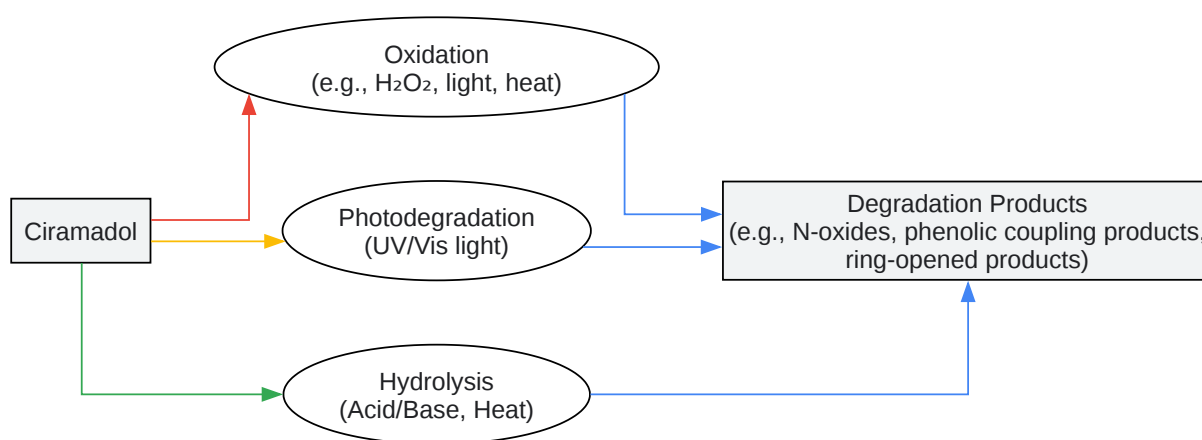 Oxidation
(e.g., H₂O₂, light, heat)
Ciramadol
Photodegradation
(UV/Vis light)
Degradation Products
(e.g., N-oxides, phenolic coupling products,
ring-opened products)
Hydrolysis
(Acid/Base, Heat)